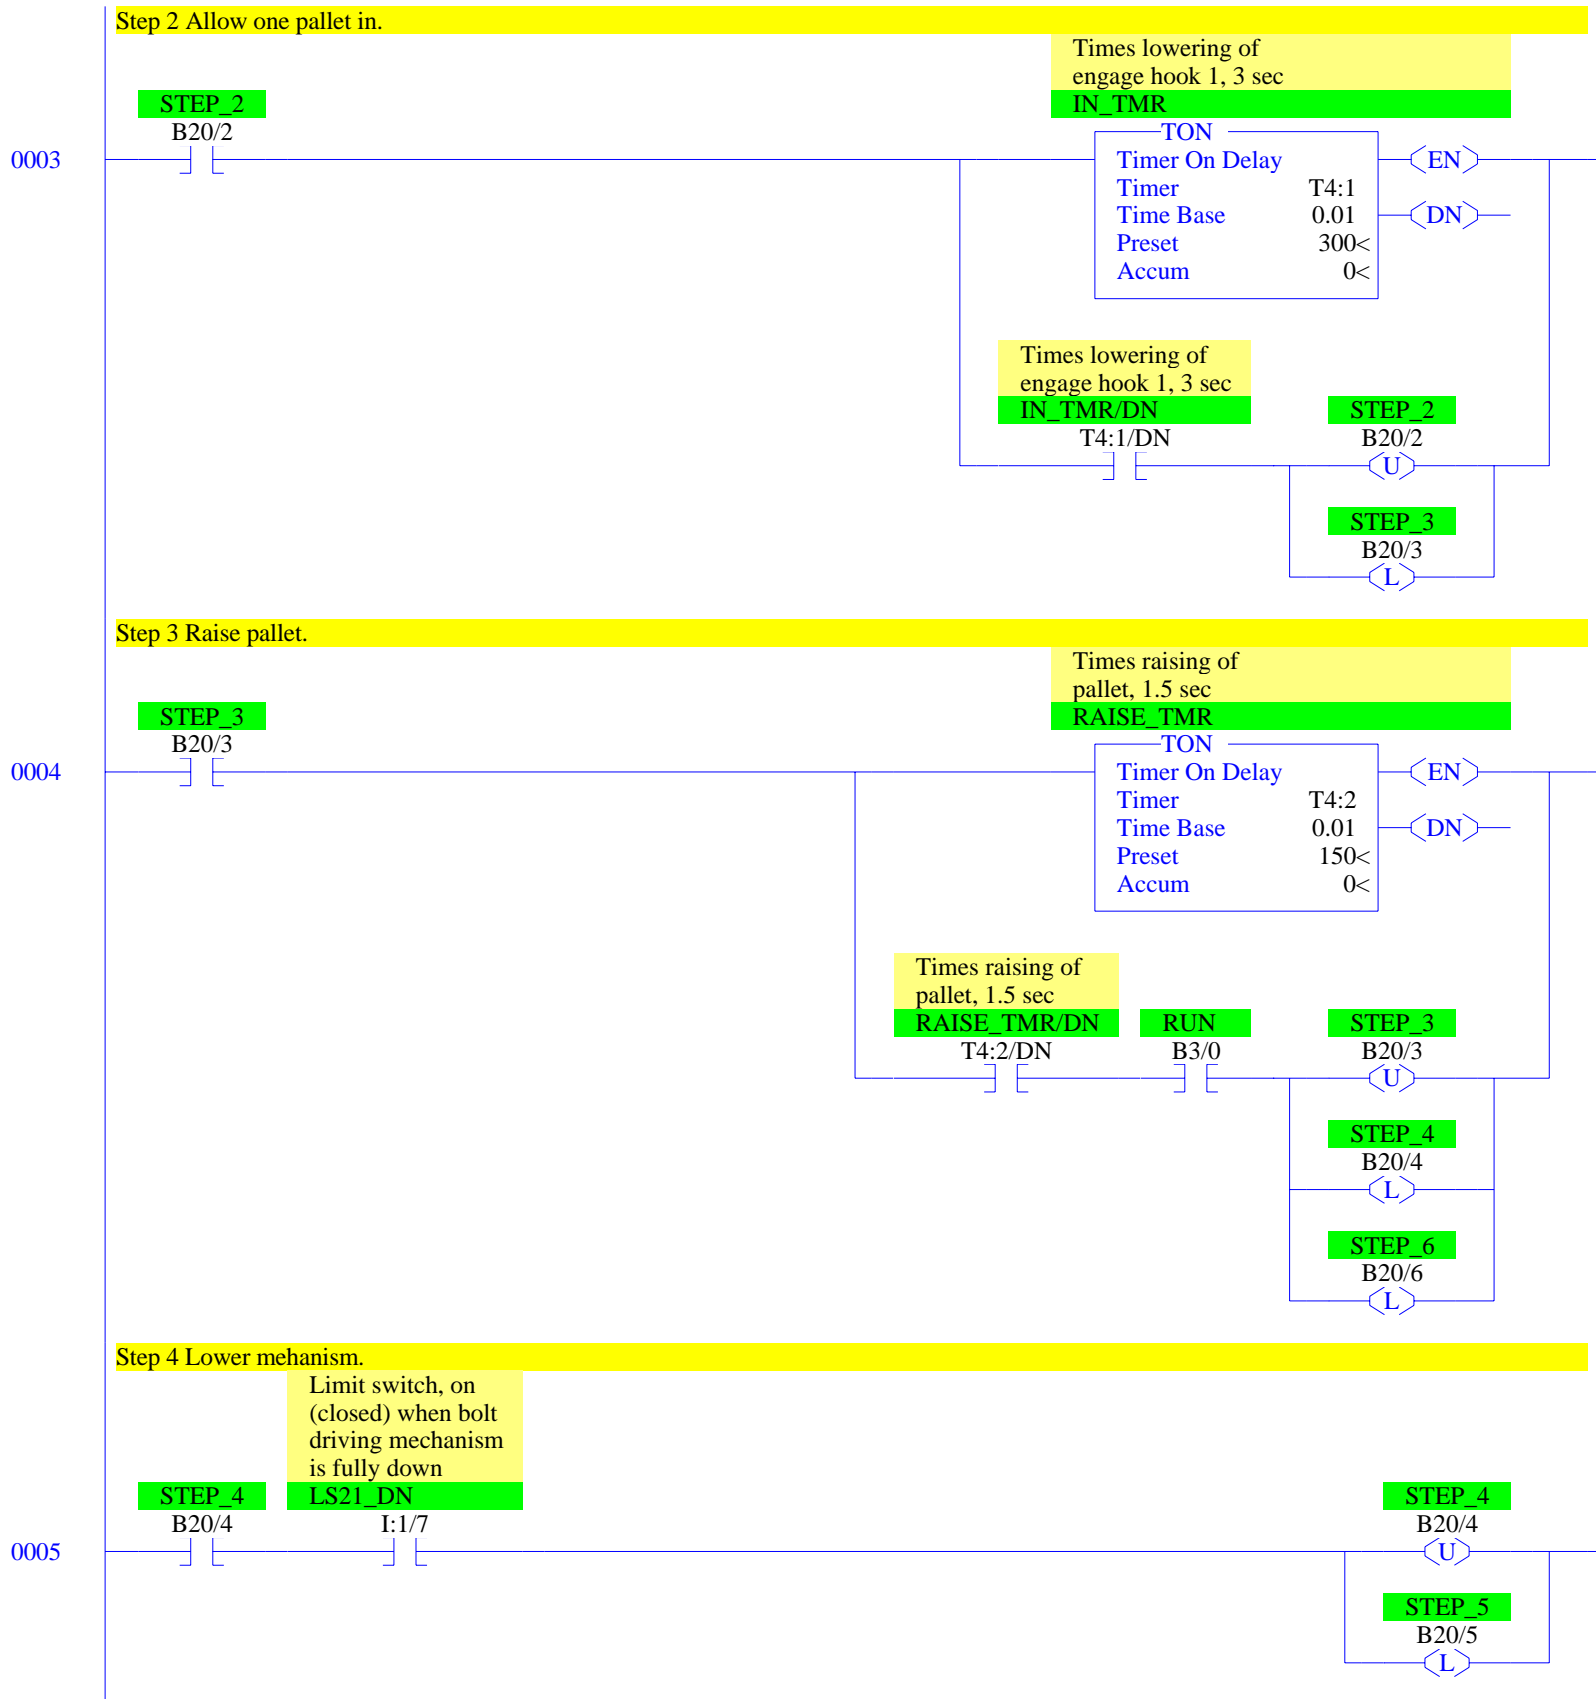 Step 2 Allow one pallet in.
Times lowering of
engage hook 1, 3 sec
IN_TMR
STEP_2
B20/2
0003
TON
Timer On Delay
Timer T4:1
Time Base 0.01
Preset 300<
Accum 0<
EN
DN
Times lowering of
engage hook 1, 3 sec
IN_TMR/DN
T4:1/DN
STEP_2
B20/2
U
STEP_3
B20/3
L
Step 3 Raise pallet.
Times raising of
pallet, 1.5 sec
RAISE_TMR
STEP_3
B20/3
0004
TON
Timer On Delay
Timer T4:2
Time Base 0.01
Preset 150<
Accum 0<
EN
DN
Times raising of
pallet, 1.5 sec
RAISE_TMR/DN
T4:2/DN
RUN
B3/0
STEP_3
B20/3
U
STEP_4
B20/4
L
STEP_6
B20/6
L
Step 4 Lower mehanism.
Limit switch, on
(closed) when bolt
driving mechanism
is fully down
STEP_4
B20/4
LS21_DN
I:1/7
0005
STEP_4
B20/4
U
STEP_5
B20/5
L